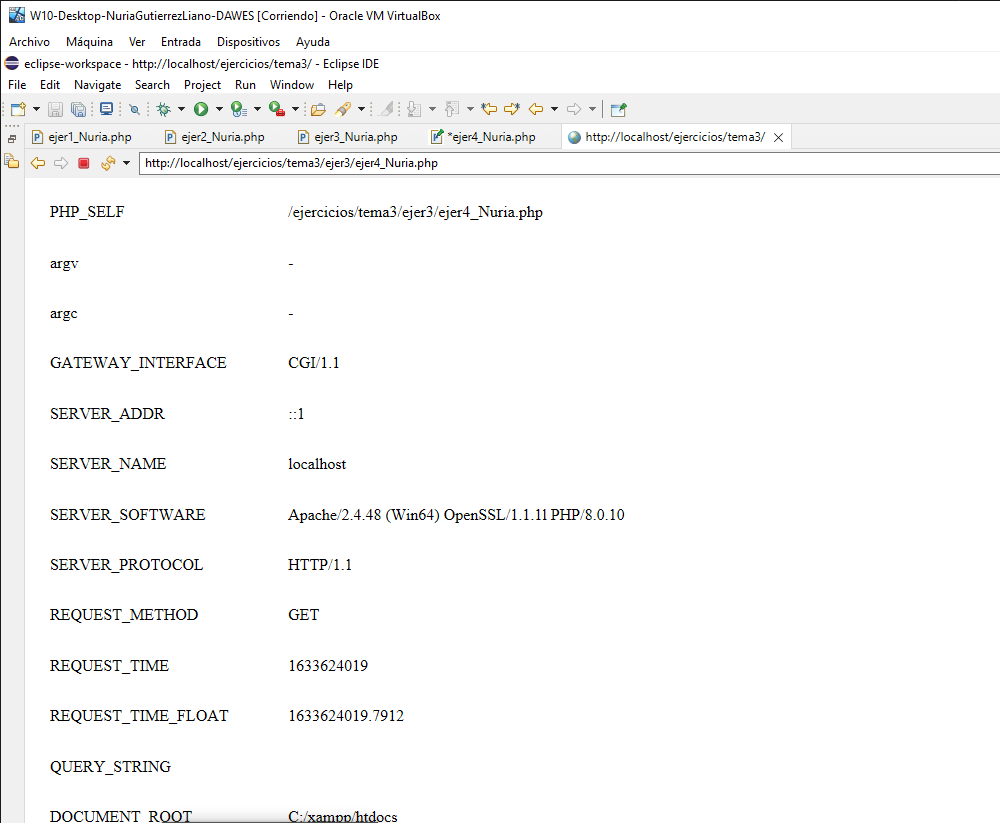 W10-Desktop-NuriaGutierrezLiano-DAWES [Corriendo] - Oracle VM VirtualBox
Archivo Máquina Ver Entrada Dispositivos Ayuda
eclipse-workspace - http://localhost/ejercicios/tema3/ - Eclipse IDE
File Edit Navigate Search Project Run Window Help
ejer1_Nuria.php ejer2_Nuria.php ejer3_Nuria.php *ejer4_Nuria.php http://localhost/ejercicios/tema3/
http://localhost/ejercicios/tema3/ejer3/ejer4_Nuria.php
PHP_SELF /ejercicios/tema3/ejer3/ejer4_Nuria.php
argv -
argc -
GATEWAY_INTERFACE CGI/1.1
SERVER_ADDR ::1
SERVER_NAME localhost
SERVER_SOFTWARE Apache/2.4.48 (Win64) OpenSSL/1.1.1l PHP/8.0.10
SERVER_PROTOCOL HTTP/1.1
REQUEST_METHOD GET
REQUEST_TIME 1633624019
REQUEST_TIME_FLOAT 1633624019.7912
QUERY_STRING
DOCUMENT_ROOT C:/xampp/htdocs